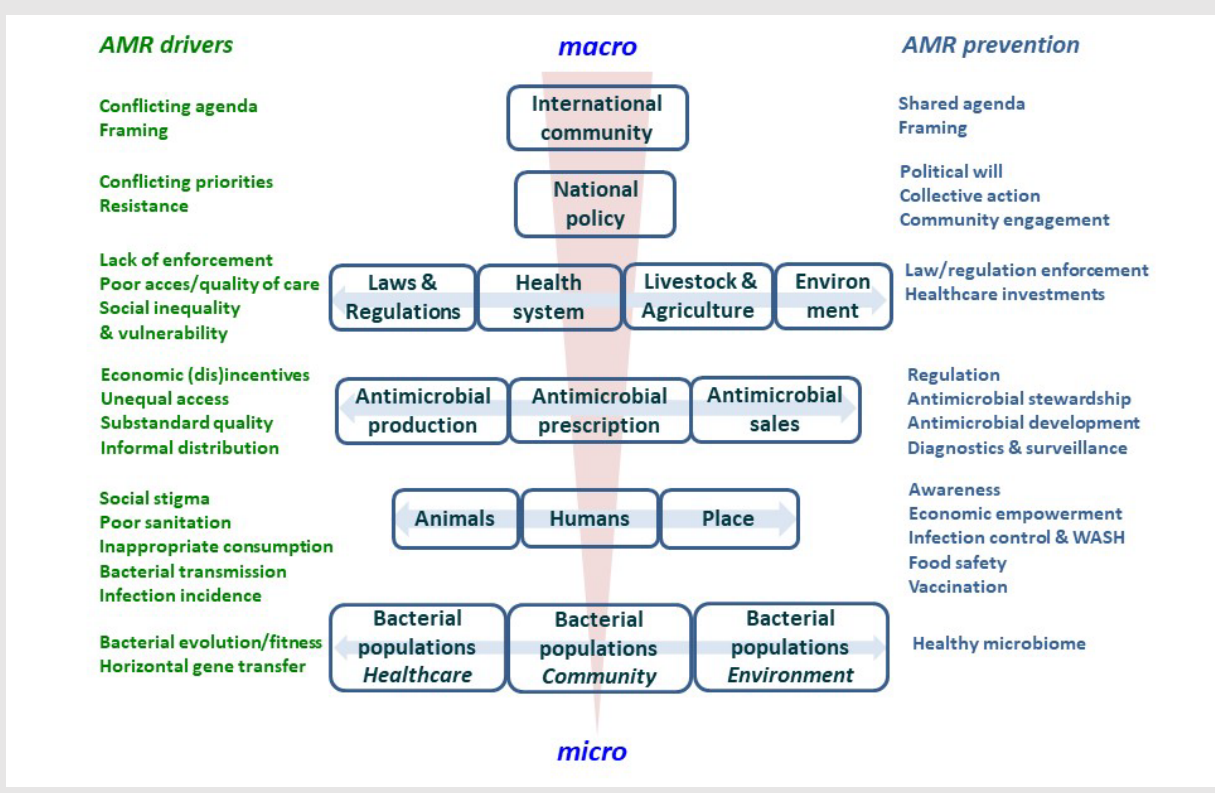 AMR drivers
macro
AMR prevention
Conflicting agenda
Framing
International
community
Shared agenda
Framing
Conflicting priorities
Resistance
National
policy
Political will
Collective action
Community engagement
Lack of enforcement
Poor acces/quality of care
Social inequality
& vulnerability
Laws &
Regulations
Health
system
Livestock &
Agriculture
Environ
ment
Law/regulation enforcement
Healthcare investments
Economic (dis)incentives
Unequal access
Substandard quality
Informal distribution
Antimicrobial
production
Antimicrobial
prescription
Antimicrobial
sales
Regulation
Antimicrobial stewardship
Antimicrobial development
Diagnostics & surveillance
Social stigma
Poor sanitation
Inappropriate consumption
Bacterial transmission
Infection incidence
Animals
Humans
Place
Awareness
Economic empowerment
Infection control & WASH
Food safety
Vaccination
Bacterial evolution/fitness
Horizontal gene transfer
Bacterial
populations
Healthcare
Bacterial
populations
Community
Bacterial
populations
Environment
Healthy microbiome
micro